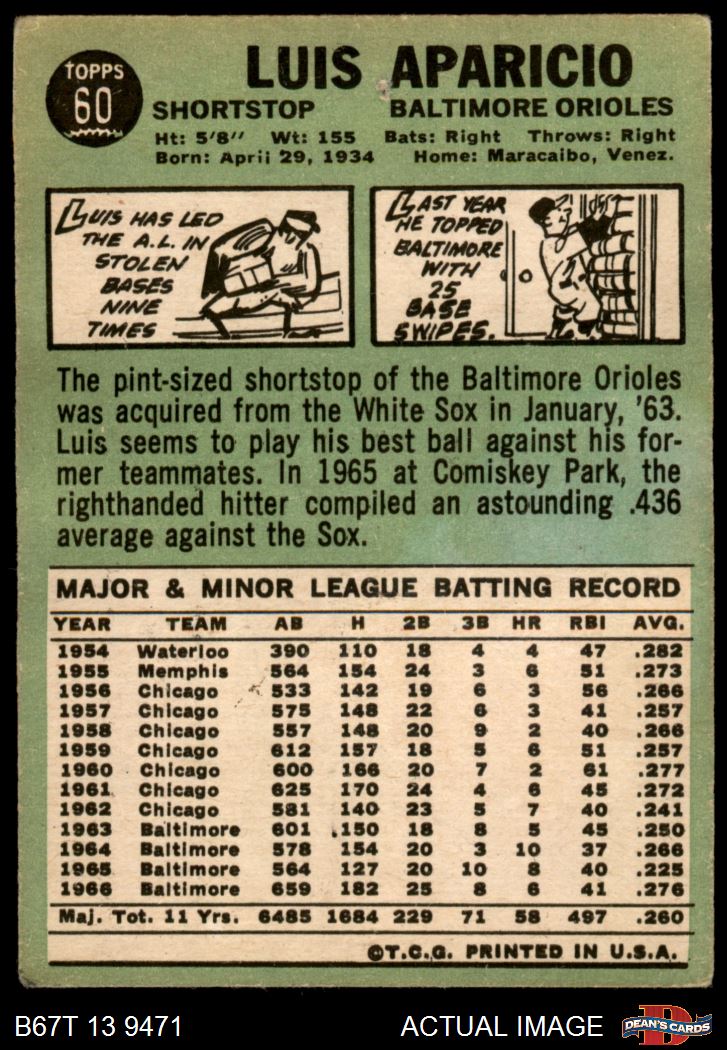 TOPPS
60
LUIS APARICIO
SHORTSTOP BALTIMORE ORIOLES
Ht: 5'8" Wt: 155 Bats: Right Throws: Right
Born: April 29, 1934 Home: Maracaibo, Venez.
LUIS HAS LED
THE A.L. IN
STOLEN
BASES
NINE
TIMES
LAST YEAR
HE TOPPED
BALTIMORE
WITH
25
BASE
SWIPES.
The pint-sized shortstop of the Baltimore Orioles
was acquired from the White Sox in January, '63.
Luis seems to play his best ball against his for-
mer teammates. In 1965 at Comiskey Park, the
righthanded hitter compiled an astounding .436
average against the Sox.
MAJOR & MINOR LEAGUE BATTING RECORD
YEAR TEAM AB H 2B 3B HR RBI AVG.
1954 Waterloo 390 110 18 4 4 47 .282
1955 Memphis 564 154 24 3 6 51 .273
1956 Chicago 533 142 19 6 3 56 .266
1957 Chicago 575 148 22 6 3 41 .257
1958 Chicago 557 148 20 9 2 40 .266
1959 Chicago 612 157 18 5 6 51 .257
1960 Chicago 600 166 20 7 2 61 .277
1961 Chicago 625 170 24 4 6 45 .272
1962 Chicago 581 140 23 5 7 40 .241
1963 Baltimore 601 150 18 8 5 45 .250
1964 Baltimore 578 154 20 3 10 37 .266
1965 Baltimore 564 127 20 10 8 40 .225
1966 Baltimore 659 182 25 8 6 41 .276
Maj. Tot. 11 Yrs. 6485 1684 229 71 58 497 .260
©T.C.G. PRINTED IN U.S.A.
B67T 13 9471 ACTUAL IMAGE
D
DEAN'S CARDS